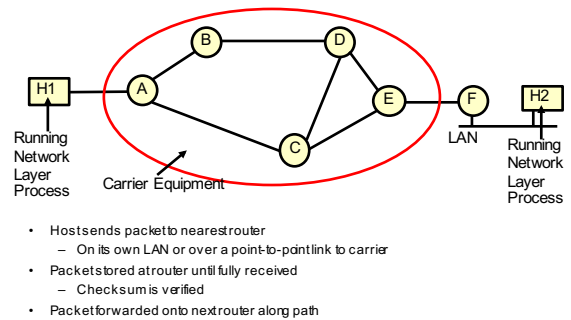 B
D
H1
A
E
F
H2
C
LAN
Running
Network
Layer
Process
Carrier Equipment
Running
Network
Layer
Process
• Host sends packet to nearest router
– On its own LAN or over a point-to-point link to carrier
• Packet stored at router until fully received
– Checksum is verified
• Packet forwarded onto next router along path